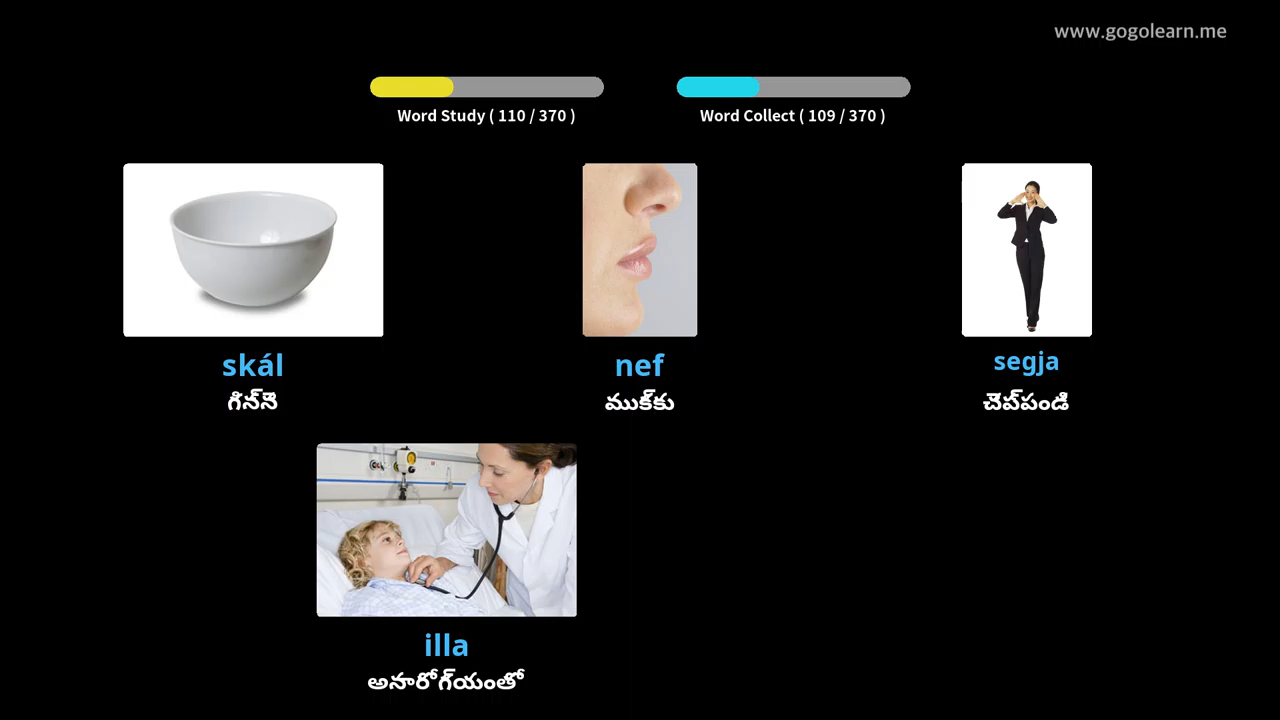 www.gogolearn.me
Word Study ( 110 / 370 )
Word Collect ( 109 / 370 )
skál
గిన్నె
nef
ముక్కు
segja
చెప్పండి
illa
అనారోగ్యంతో